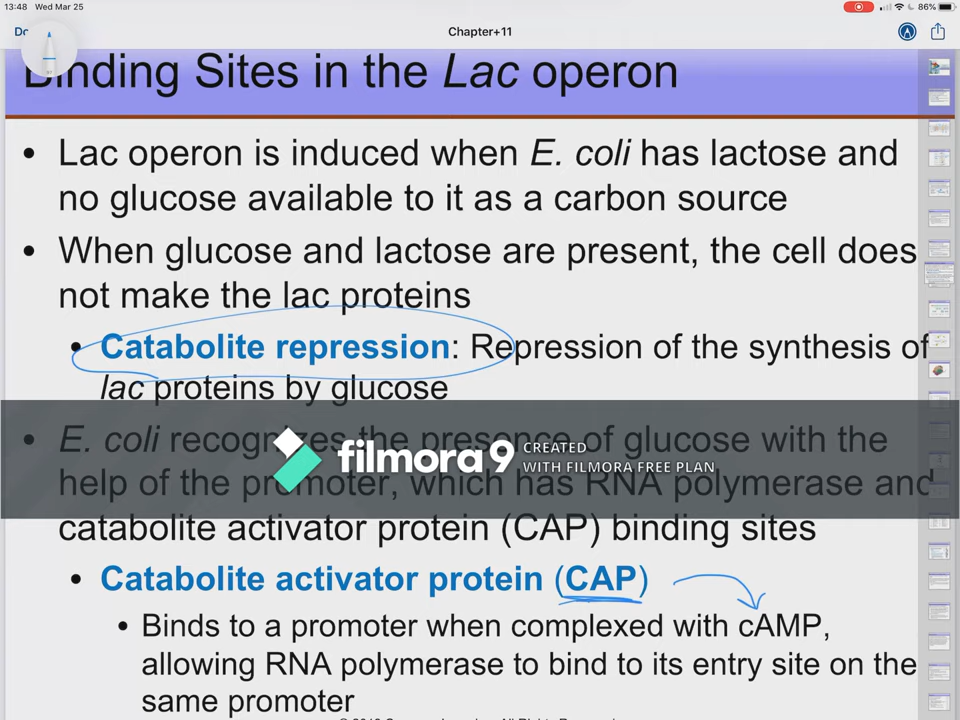 13:48 Wed Mar 25
86%
Do
Chapter+11
97
Binding Sites in the Lac operon
• Lac operon is induced when E. coli has lactose and
no glucose available to it as a carbon source
• When glucose and lactose are present, the cell does
not make the lac proteins
• Catabolite repression: Repression of the synthesis of
lac proteins by glucose
• E. coli recognizes the presence of glucose with the
help of the promoter, which has RNA polymerase and
catabolite activator protein (CAP) binding sites
filmora9 CREATED
WITH FILMORA FREE PLAN
• Catabolite activator protein (CAP)
• Binds to a promoter when complexed with cAMP,
allowing RNA polymerase to bind to its entry site on the
same promoter